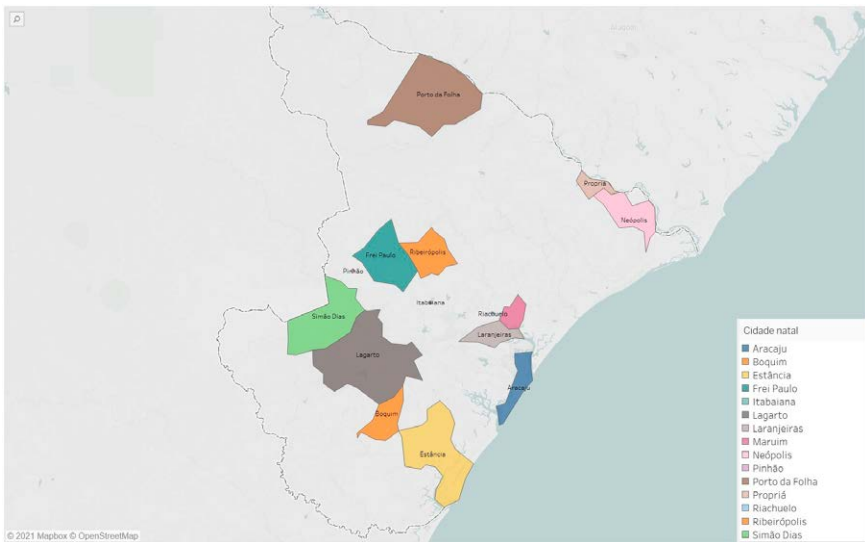 Porto da Folha
Propriá
Neópolis
Frei Paulo
Ribeirópolis
Pinhão
Itabaiana
Simão Dias
Riachuelo
Laranjeiras
Lagarto
Aracaju
Boquim
Estância
Cidade natal
Aracaju
Boquim
Estância
Frei Paulo
Itabaiana
Lagarto
Laranjeiras
Maruim
Neópolis
Pinhão
Porto da Folha
Propriá
Riachuelo
Ribeirópolis
Simão Dias
© 2021 Mapbox © OpenStreetMap